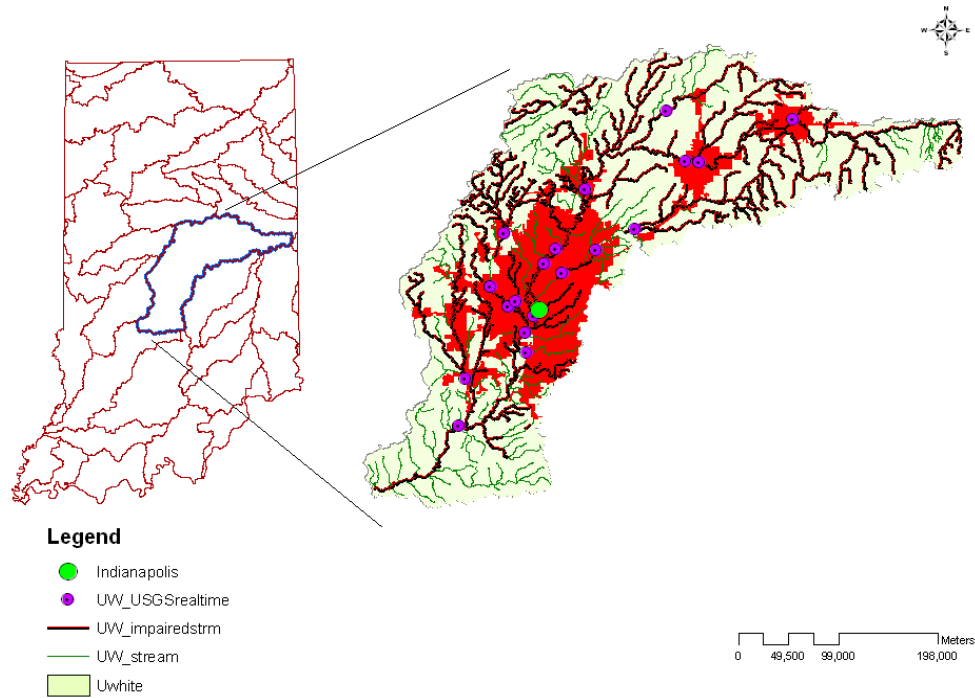 N
W E
S
Legend
Indianapolis
UW_USGSrealtime
UW_impairedstrm
UW_stream
Uwhite
Meters
0 49,500 99,000 198,000